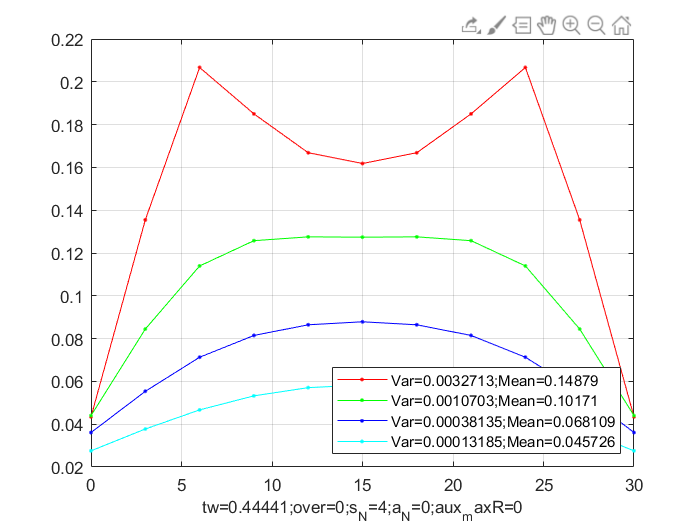 0.22
0.2
0.18
0.16
0.14
0.12
0.1
0.08
0.06
0.04
0.02
Var=0.0032713;Mean=0.14879
Var=0.0010703;Mean=0.10171
Var=0.00038135;Mean=0.068109
Var=0.00013185;Mean=0.045726
0 5 10 15 20 25 30
tw=0.44441;over=0;s_N=4;a_N=0;aux_maxR=0